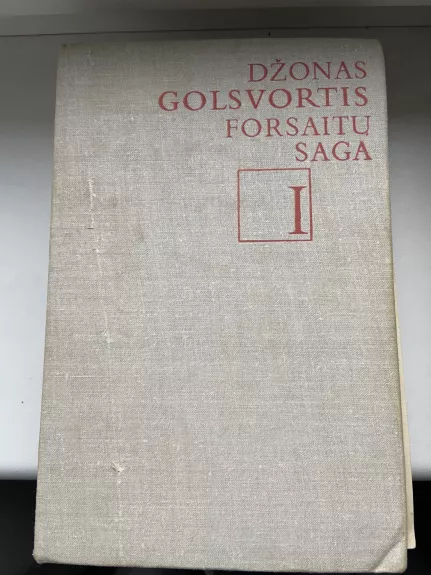 DŽONAS
GOLSVORTIS
FORSAITŲ
SAGA
I